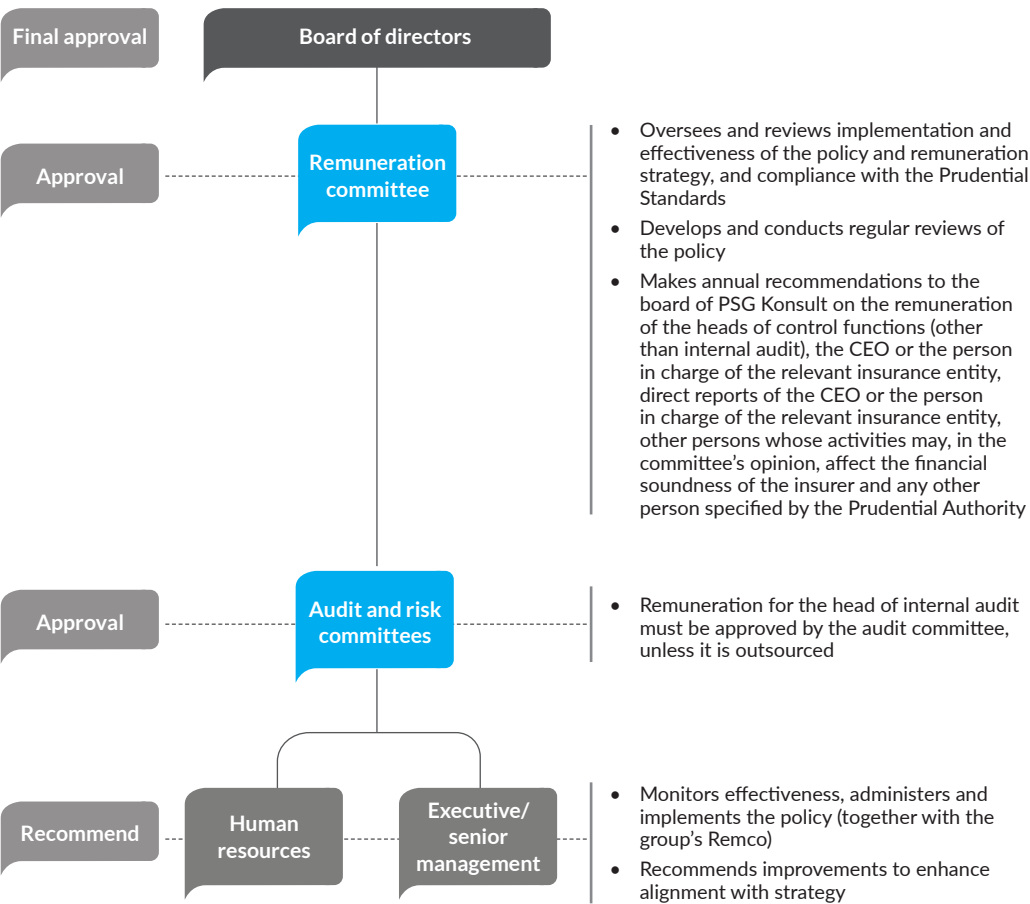 Final approval
Board of directors
Approval
Remuneration
committee
• Oversees and reviews implementation and
effectiveness of the policy and remuneration
strategy, and compliance with the Prudential
Standards
• Develops and conducts regular reviews of
the policy
• Makes annual recommendations to the
board of PSG Konsult on the remuneration
of the heads of control functions (other
than internal audit), the CEO or the person
in charge of the relevant insurance entity,
direct reports of the CEO or the person
in charge of the relevant insurance entity,
other persons whose activities may, in the
committee’s opinion, affect the financial
soundness of the insurer and any other
person specified by the Prudential Authority
Approval
Audit and risk
committees
• Remuneration for the head of internal audit
must be approved by the audit committee,
unless it is outsourced
Recommend
Human
resources
Executive/
senior
management
• Monitors effectiveness, administers and
implements the policy (together with the
group’s Remco)
• Recommends improvements to enhance
alignment with strategy